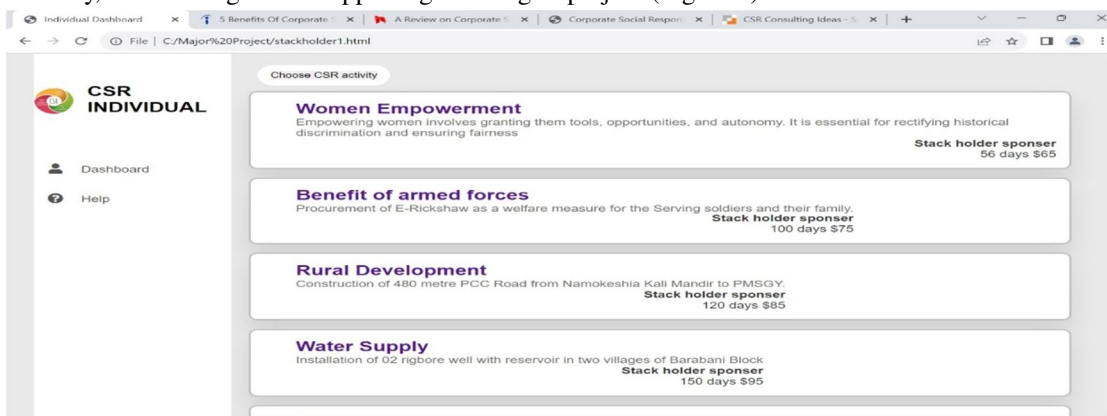 Individual Dashboard
5 Benefits Of Corporate S
A Review on Corporate S
Corporate Social Respon
CSR Consulting Ideas - S
File | C:/Major%20Project/stackholder1.html
Choose CSR activity
CSR
INDIVIDUAL
Dashboard
Help
Women Empowerment
Empowering women involves granting them tools, opportunities, and autonomy. It is essential for rectifying historical
discrimination and ensuring fairness
Stack holder sponser
56 days $65
Benefit of armed forces
Procurement of E-Rickshaw as a welfare measure for the Serving soldiers and their family.
Stack holder sponser
100 days $75
Rural Development
Construction of 480 metre PCC Road from Namokeshia Kali Mandir to PMSGY.
Stack holder sponser
120 days $85
Water Supply
Installation of 02 rigbore well with reservoir in two villages of Barabani Block
Stack holder sponser
150 days $95